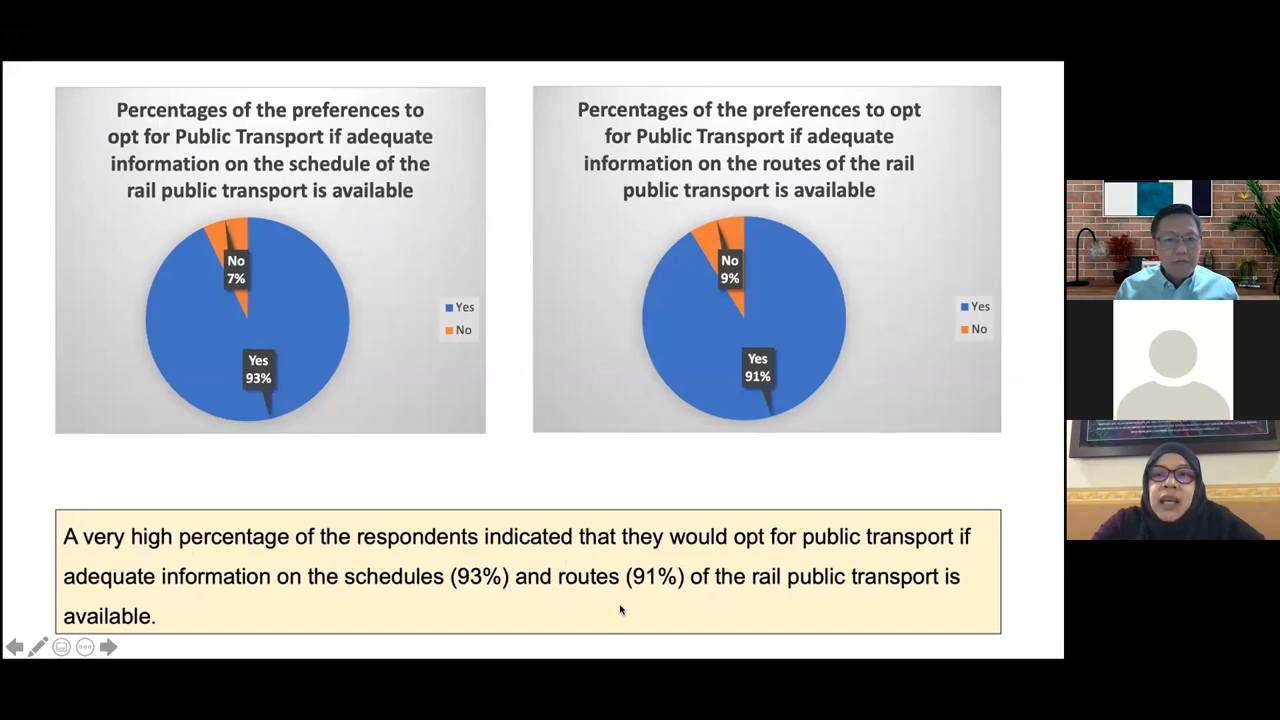 Percentages of the preferences to
opt for Public Transport if adequate
information on the schedule of the
rail public transport is available
No
7%
Yes
93%
Yes
No
Percentages of the preferences to opt
for Public Transport if adequate
information on the routes of the rail
public transport is available
No
9%
Yes
91%
Yes
No
A very high percentage of the respondents indicated that they would opt for public transport if
adequate information on the schedules (93%) and routes (91%) of the rail public transport is
available.